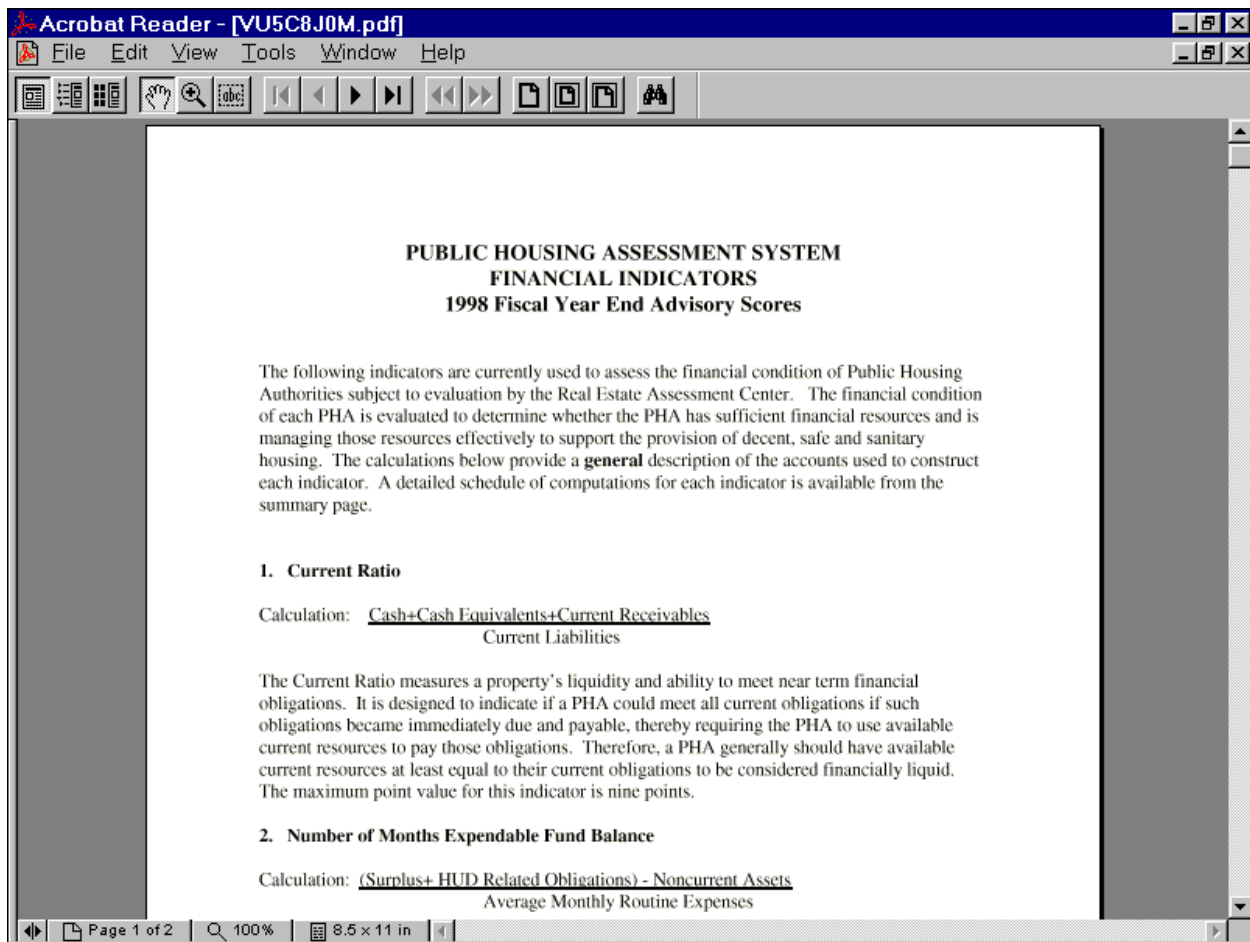 Acrobat Reader - [VU5C8J0M.pdf]
File Edit View Tools Window Help
abc
PUBLIC HOUSING ASSESSMENT SYSTEM
FINANCIAL INDICATORS
1998 Fiscal Year End Advisory Scores
The following indicators are currently used to assess the financial condition of Public Housing
Authorities subject to evaluation by the Real Estate Assessment Center. The financial condition
of each PHA is evaluated to determine whether the PHA has sufficient financial resources and is
managing those resources effectively to support the provision of decent, safe and sanitary
housing. The calculations below provide a general description of the accounts used to construct
each indicator. A detailed schedule of computations for each indicator is available from the
summary page.
1. Current Ratio
Calculation: Cash+Cash Equivalents+Current Receivables
Current Liabilities
The Current Ratio measures a property's liquidity and ability to meet near term financial
obligations. It is designed to indicate if a PHA could meet all current obligations if such
obligations became immediately due and payable, thereby requiring the PHA to use available
current resources to pay those obligations. Therefore, a PHA generally should have available
current resources at least equal to their current obligations to be considered financially liquid.
The maximum point value for this indicator is nine points.
2. Number of Months Expendable Fund Balance
Calculation: (Surplus+ HUD Related Obligations) - Noncurrent Assets
Average Monthly Routine Expenses
Page 1 of 2 100% 8.5 x 11 in